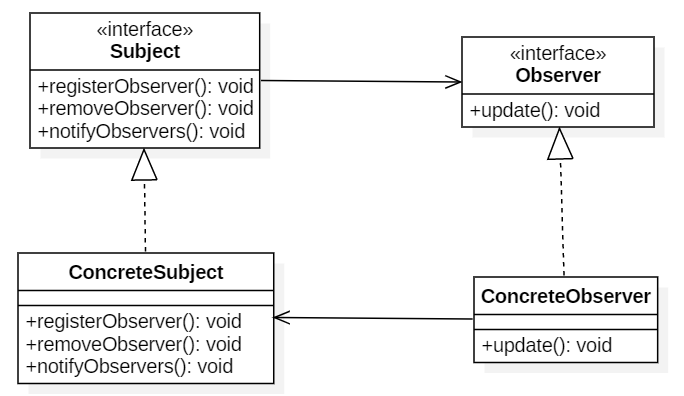 «interface»
Subject
+registerObserver(): void
+removeObserver(): void
+notifyObservers(): void
«interface»
Observer
+update(): void
ConcreteSubject
+registerObserver(): void
+removeObserver(): void
+notifyObservers(): void
ConcreteObserver
+update(): void